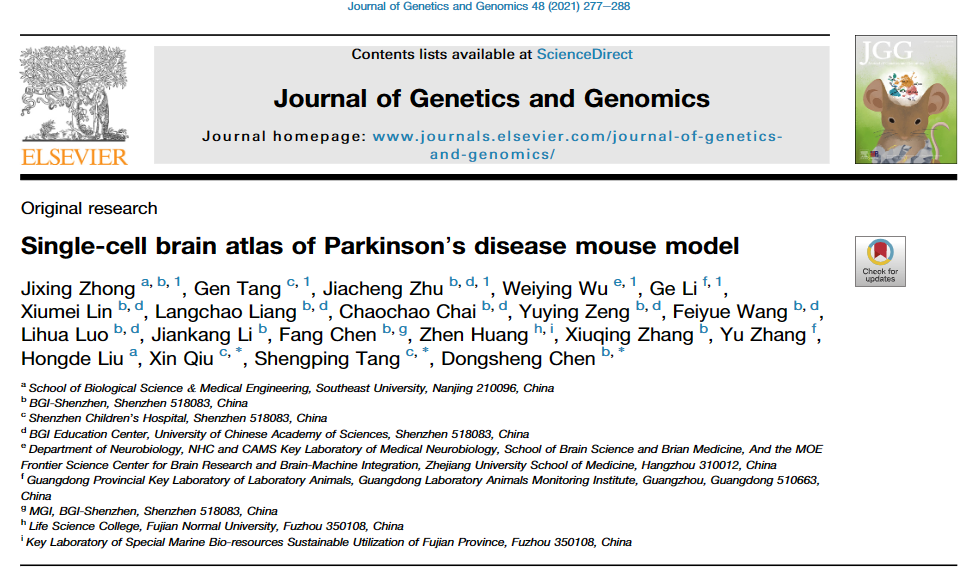 Journal of Genetics and Genomics 48 (2021) 277–288
Contents lists available at ScienceDirect
Journal of Genetics and Genomics
Journal homepage: www.journals.elsevier.com/journal-of-genetics-
and-genomics/
ELSEVIER
JGG
Original research
Single-cell brain atlas of Parkinson's disease mouse model
Check for
updates
Jixing Zhong a, b, 1, Gen Tang c, 1, Jiacheng Zhu b, d, 1, Weiying Wu e, 1, Ge Li f, 1,
Xiumei Lin b, d, Langchao Liang b, d, Chaochao Chai b, d, Yuying Zeng b, d, Feiyue Wang b, d,
Lihua Luo b, d, Jiankang Li b, Fang Chen b, g, Zhen Huang h, i, Xiuqing Zhang b, Yu Zhang f,
Hongde Liu a, Xin Qiu c, *, Shengping Tang c, *, Dongsheng Chen b, *
a School of Biological Science & Medical Engineering, Southeast University, Nanjing 210096, China
b BGI-Shenzhen, Shenzhen 518083, China
c Shenzhen Children's Hospital, Shenzhen 518083, China
d BGI Education Center, University of Chinese Academy of Sciences, Shenzhen 518083, China
e Department of Neurobiology, NHC and CAMS Key Laboratory of Medical Neurobiology, School of Brain Science and Brian Medicine, And the MOE
Frontier Science Center for Brain Research and Brain-Machine Integration, Zhejiang University School of Medicine, Hangzhou 310012, China
f Guangdong Provincial Key Laboratory of Laboratory Animals, Guangdong Laboratory Animals Monitoring Institute, Guangzhou, Guangdong 510663,
China
g MGI, BGI-Shenzhen, Shenzhen 518083, China
h Life Science College, Fujian Normal University, Fuzhou 350108, China
i Key Laboratory of Special Marine Bio-resources Sustainable Utilization of Fujian Province, Fuzhou 350108, China